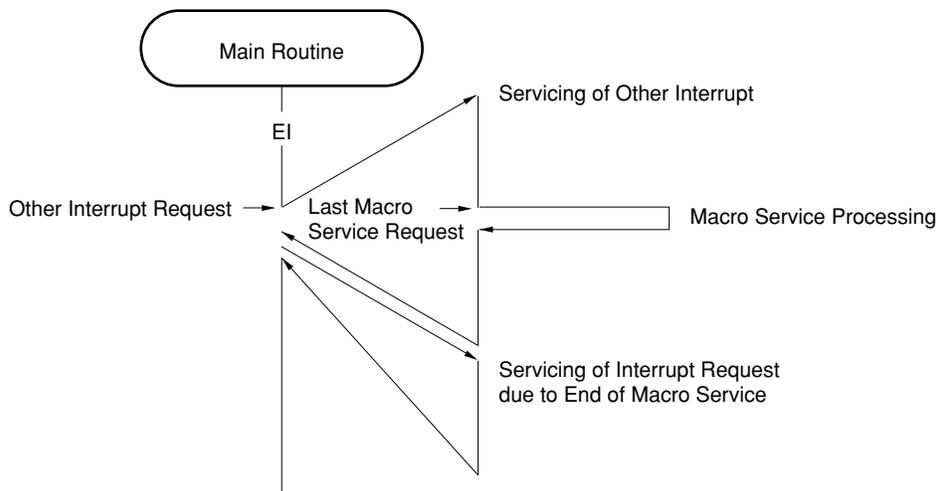 Main Routine
Servicing of Other Interrupt
EI
Other Interrupt Request
Last Macro
Service Request
Macro Service Processing
Servicing of Interrupt Request
due to End of Macro Service